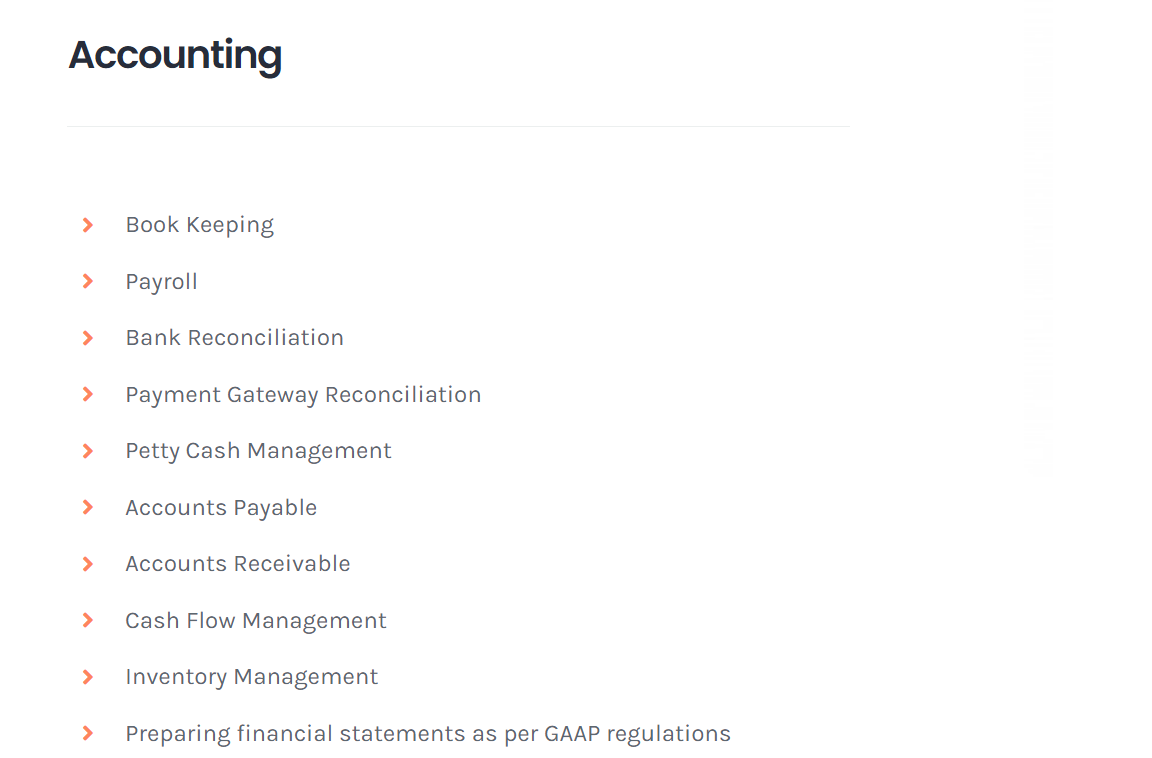 Accounting
Book Keeping
Payroll
Bank Reconciliation
Payment Gateway Reconciliation
Petty Cash Management
Accounts Payable
Accounts Receivable
Cash Flow Management
Inventory Management
Preparing financial statements as per GAAP regulations